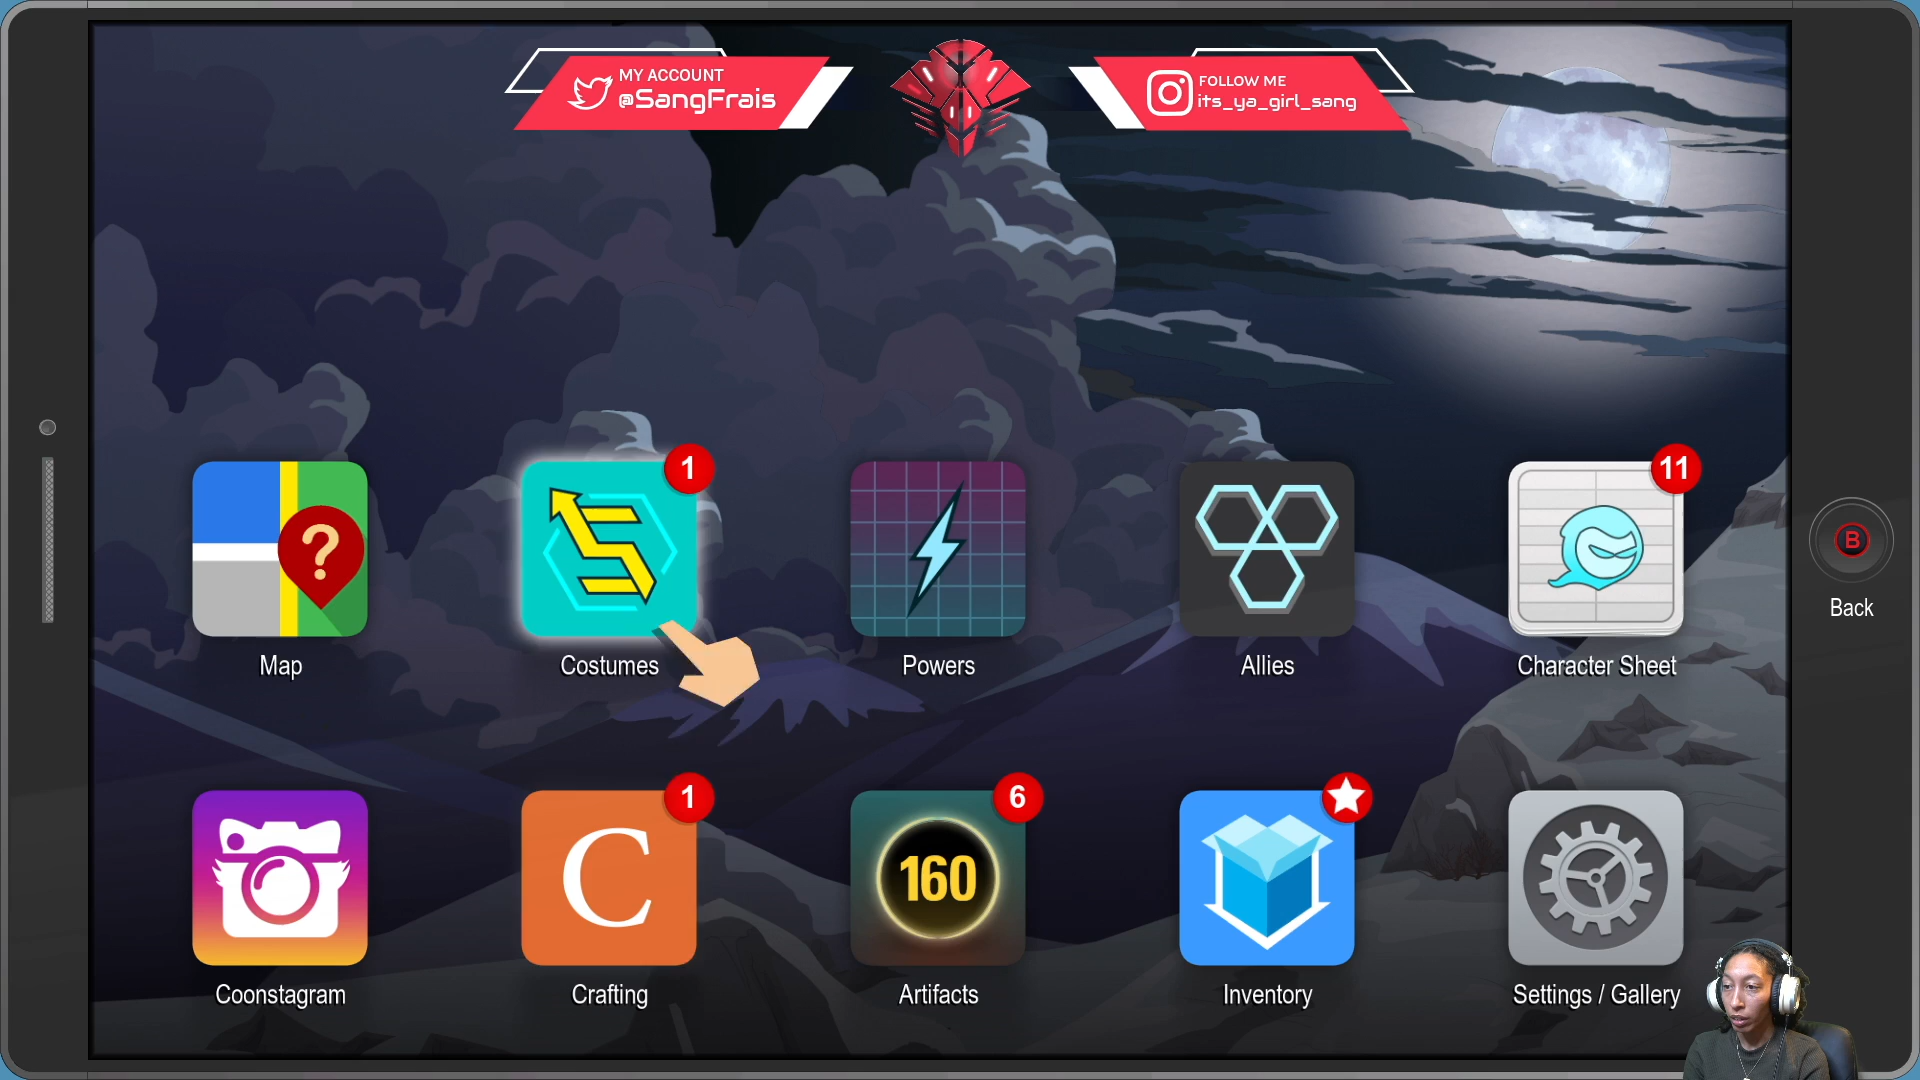 MY ACCOUNT
@SangFrais
FOLLOW ME
its_ya_girl_sang
1
11
?
Map
Costumes
Powers
Allies
Character Sheet
B
Back
1
6
C
160
Coonstagram
Crafting
Artifacts
Inventory
Settings / Gallery